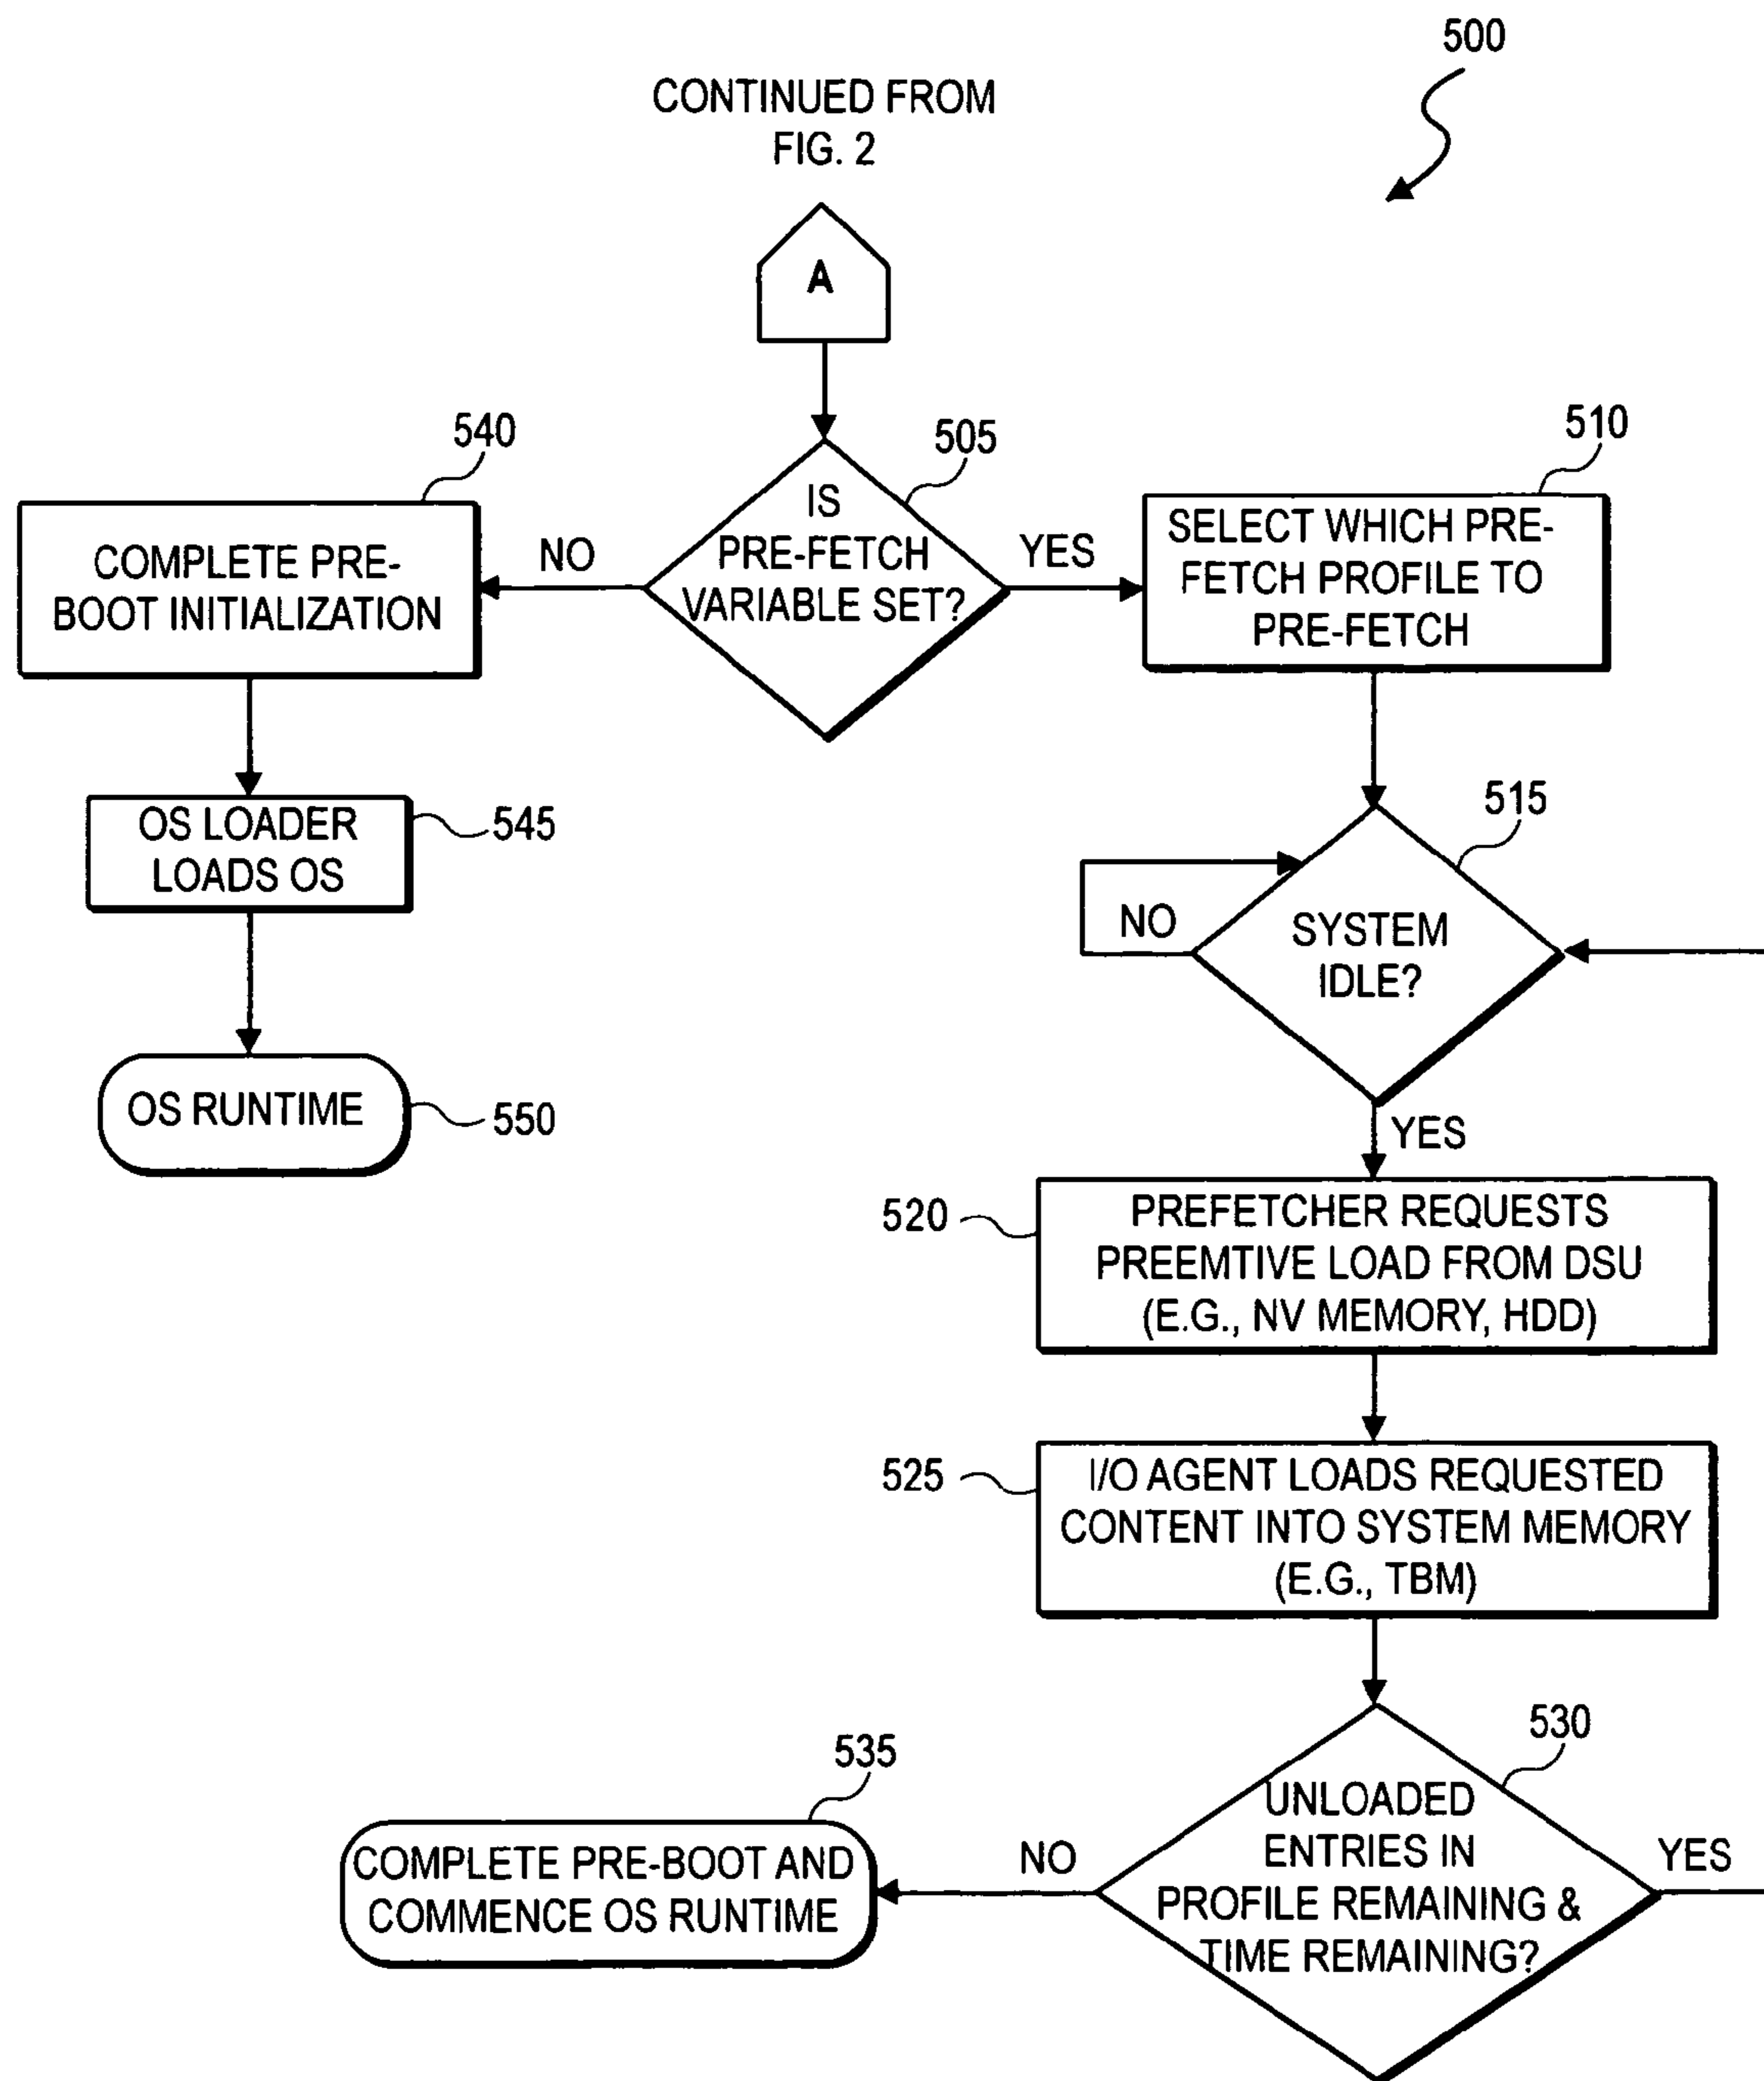 500
CONTINUED FROM
FIG. 2
A
540
505
510
COMPLETE PRE-
BOOT INITIALIZATION
NO
IS
PRE-FETCH
VARIABLE SET?
YES
SELECT WHICH PRE-
FETCH PROFILE TO
PRE-FETCH
OS LOADER
LOADS OS
545
515
NO
SYSTEM
IDLE?
OS RUNTIME
550
YES
520
PREFETCHER REQUESTS
PREEMTIVE LOAD FROM DSU
(E.G., NV MEMORY, HDD)
525
I/O AGENT LOADS REQUESTED
CONTENT INTO SYSTEM MEMORY
(E.G., TBM)
530
535
UNLOADED
ENTRIES IN
PROFILE REMAINING &
TIME REMAINING?
NO
YES
COMPLETE PRE-BOOT AND
COMMENCE OS RUNTIME